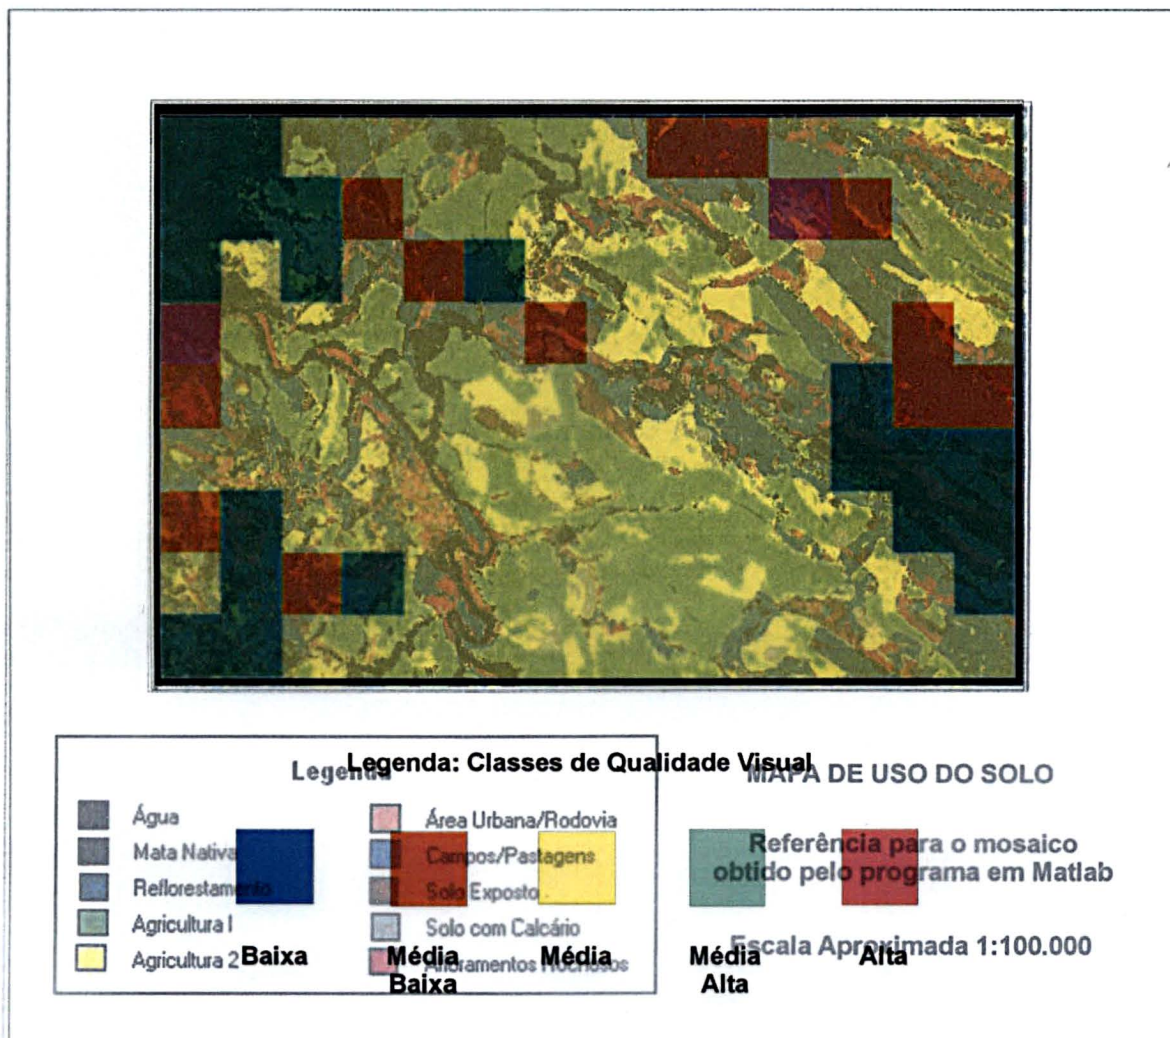 Legenda: Classes de Qualidade Visual
Legenda
MAPA DE USO DO SOLO
Água
Mata Nativa
Reflorestamento
Agricultura I
Agricultura 2
Área Urbana/Rodovia
Campos/Pastagens
Solo Exposto
Solo com Calcário
Afloramentos Rochosos
Referência para o mosaico
obtido pelo programa em Matlab
Escala Aproximada 1:100.000
Baixa
Média
Baixa
Média
Média
Alta
Alta